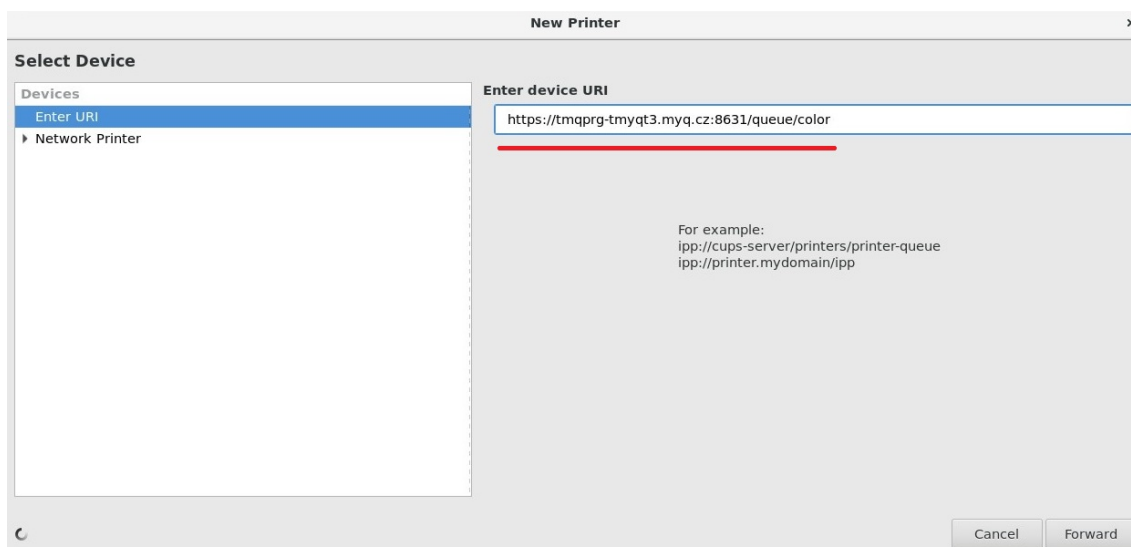 New Printer
Select Device
Devices
Enter URI
Network Printer
Enter device URI
https://tmqprg-tmyqt3.myq.cz:8631/queue/color
For example:
ipp://cups-server/printers/printer-queue
ipp://printer.mydomain/ipp
Cancel
Forward